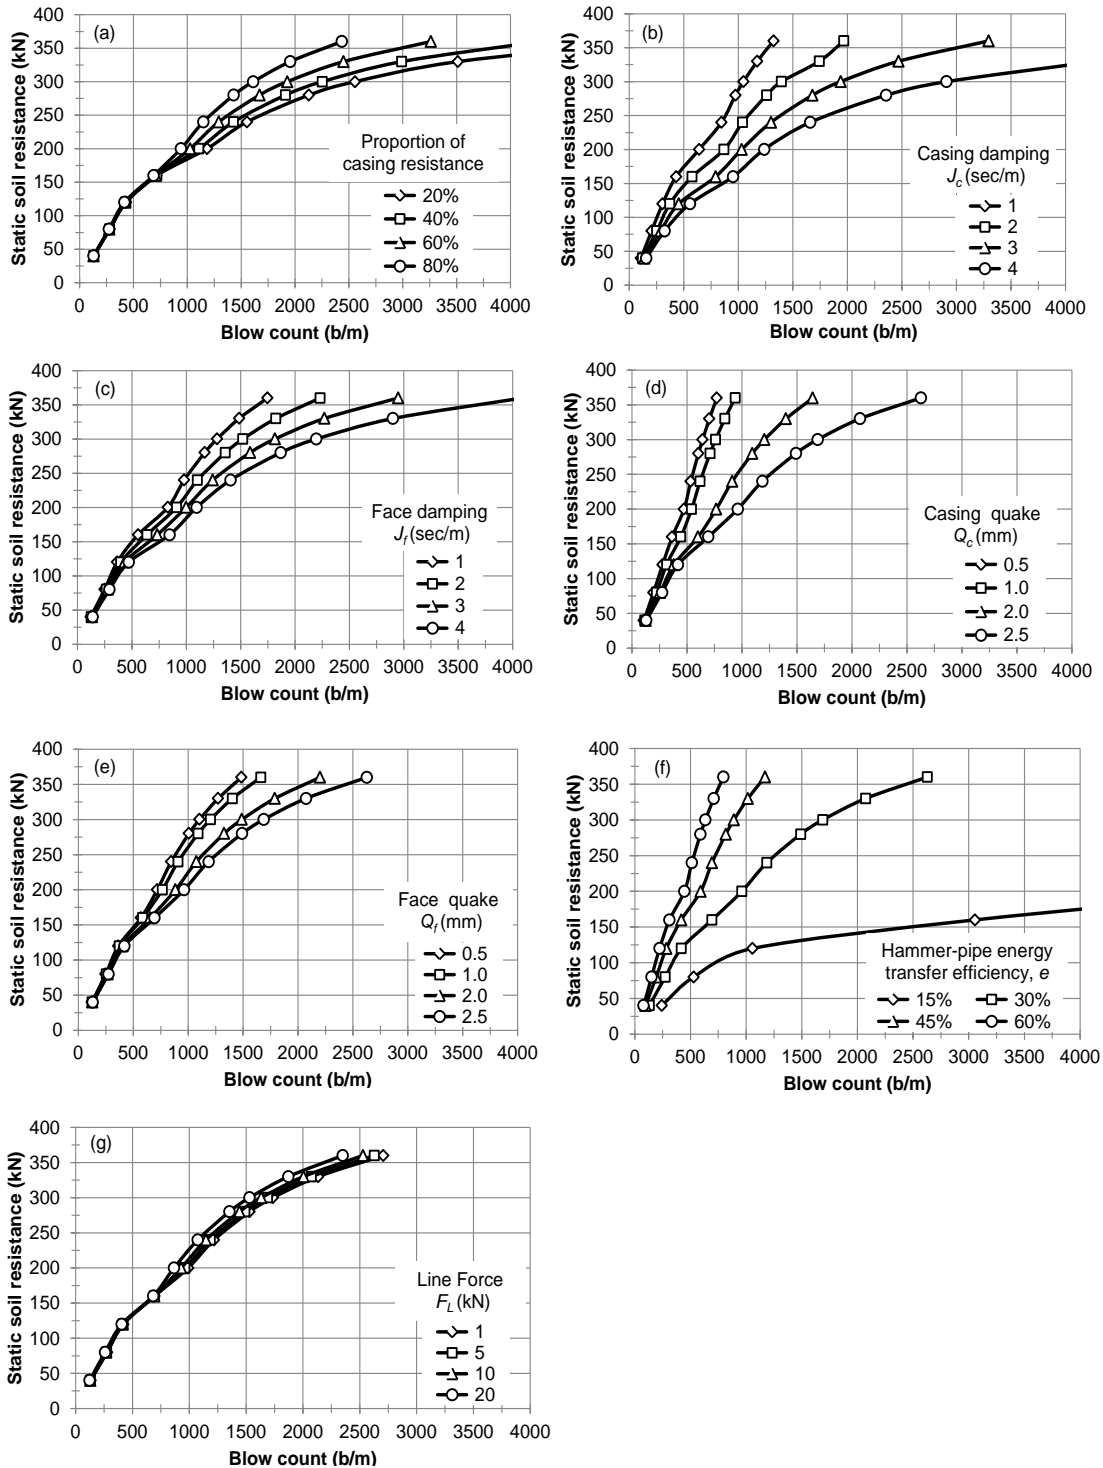 (a)
400
350
300
250
200
150
100
50
0
Static soil resistance (kN)
Proportion of
casing resistance
20%
40%
60%
80%
0 500 1000 1500 2000 2500 3000 3500 4000
Blow count (b/m)
(b)
400
350
300
250
200
150
100
50
0
Static soil resistance (kN)
Casing damping
Jc (sec/m)
1
2
3
4
0 500 1000 1500 2000 2500 3000 3500 4000
Blow count (b/m)
(c)
400
350
300
250
200
150
100
50
0
Static soil resistance (kN)
Face damping
Jf (sec/m)
1
2
3
4
0 500 1000 1500 2000 2500 3000 3500 4000
Blow count (b/m)
(d)
400
350
300
250
200
150
100
50
0
Static soil resistance (kN)
Casing quake
Qc (mm)
0.5
1.0
2.0
2.5
0 500 1000 1500 2000 2500 3000 3500 4000
Blow count (b/m)
(e)
400
350
300
250
200
150
100
50
0
Static soil resistance (kN)
Face quake
Qf (mm)
0.5
1.0
2.0
2.5
0 500 1000 1500 2000 2500 3000 3500 4000
Blow count (b/m)
(f)
400
350
300
250
200
150
100
50
0
Static soil resistance (kN)
Hammer-pipe energy
transfer efficiency, e
15% 30%
45% 60%
0 500 1000 1500 2000 2500 3000 3500 4000
Blow count (b/m)
(g)
400
350
300
250
200
150
100
50
0
Static soil resistance (kN)
Line Force
FL (kN)
1
5
10
20
0 500 1000 1500 2000 2500 3000 3500 4000
Blow count (b/m)